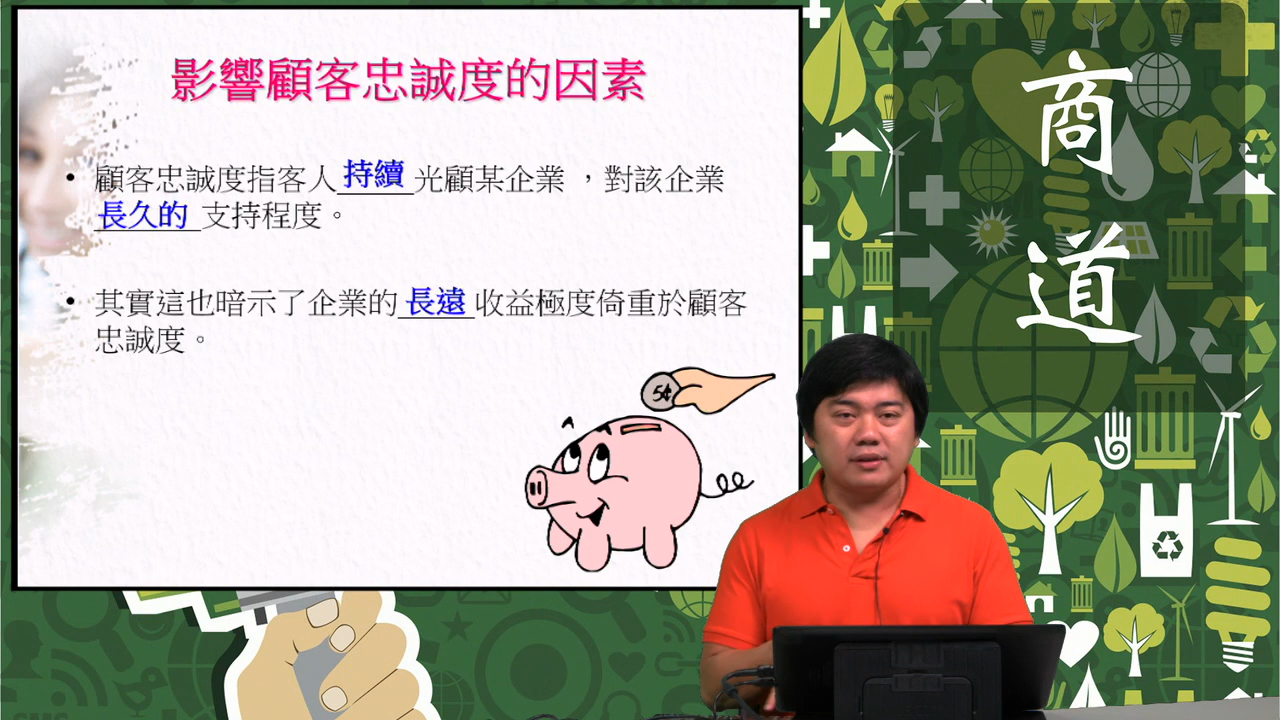 影響顧客忠誠度的因素
• 顧客忠誠度指客人持續光顧某企業，對該企業
長久的支持程度。
• 其實這也暗示了企業的長遠收益極度倚重於顧客
忠誠度。
5¢
商道
SMS